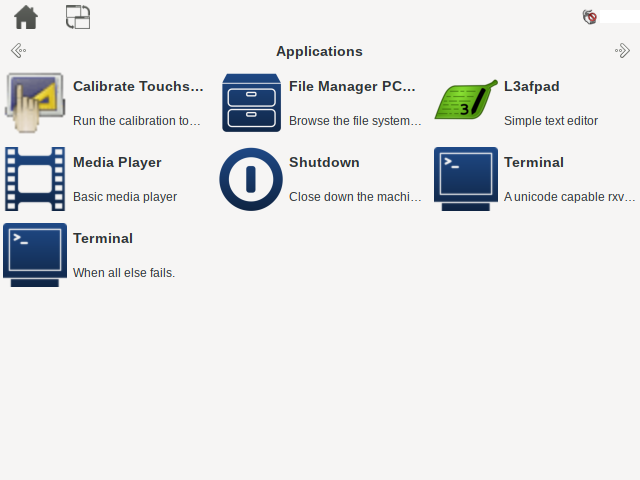 Applications
Calibrate Touchs...
Run the calibration to...
File Manager PC...
Browse the file system...
L3afpad
Simple text editor
Media Player
Basic media player
Shutdown
Close down the machi...
Terminal
A unicode capable rxv...
Terminal
When all else fails.